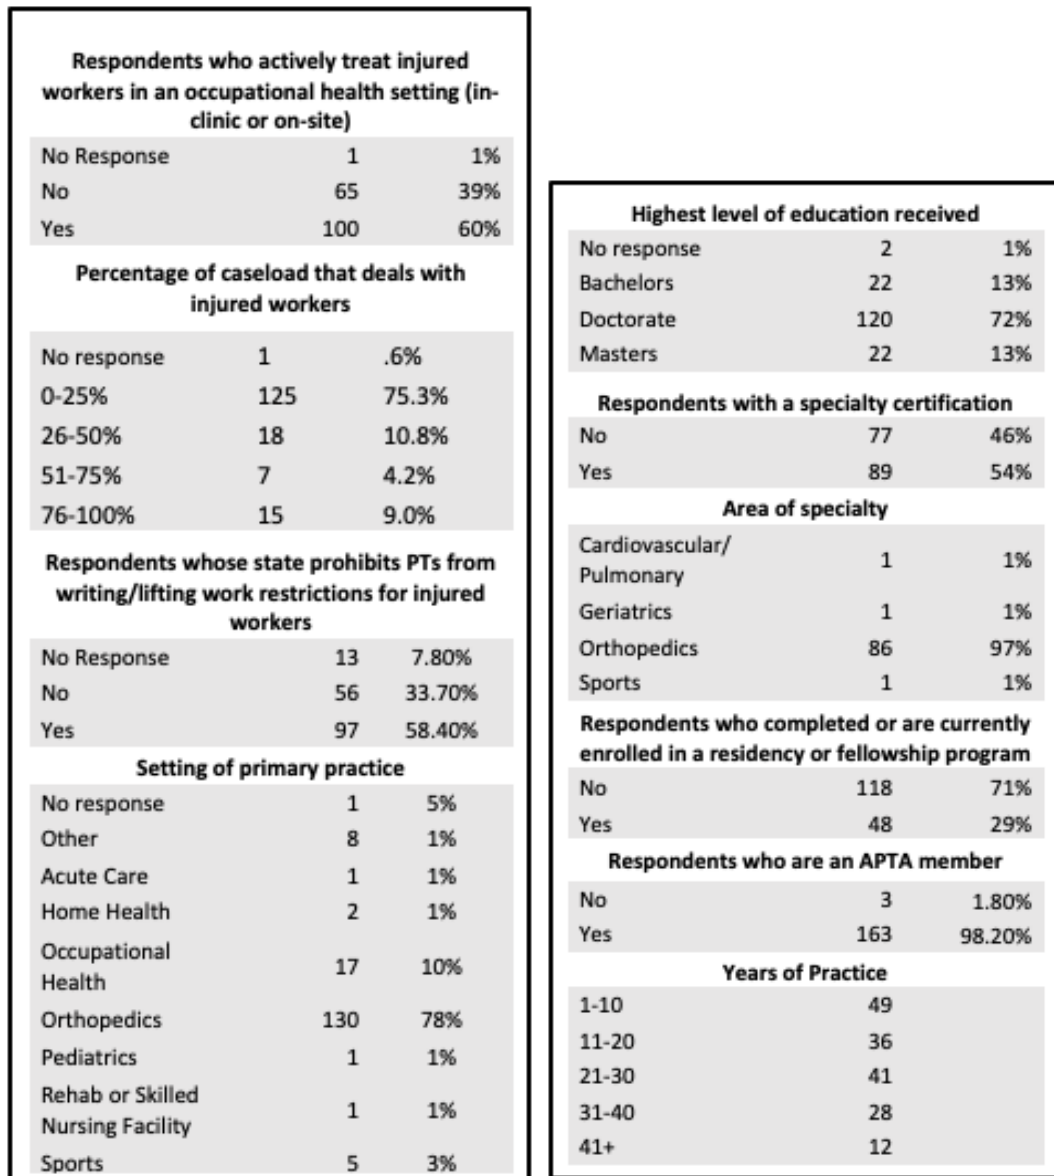 Respondents who actively treat injured
workers in an occupational health setting (in-
clinic or on-site)
No Response 1 1%
No 65 39%
Yes 100 60%
Percentage of caseload that deals with
injured workers
No response 1 .6%
0-25% 125 75.3%
26-50% 18 10.8%
51-75% 7 4.2%
76-100% 15 9.0%
Respondents whose state prohibits PTs from
writing/lifting work restrictions for injured
workers
No Response 13 7.80%
No 56 33.70%
Yes 97 58.40%
Setting of primary practice
No response 1 5%
Other 8 1%
Acute Care 1 1%
Home Health 2 1%
Occupational
Health 17 10%
Orthopedics 130 78%
Pediatrics 1 1%
Rehab or Skilled
Nursing Facility 1 1%
Sports 5 3%
Highest level of education received
No response 2 1%
Bachelors 22 13%
Doctorate 120 72%
Masters 22 13%
Respondents with a specialty certification
No 77 46%
Yes 89 54%
Area of specialty
Cardiovascular/
Pulmonary 1 1%
Geriatrics 1 1%
Orthopedics 86 97%
Sports 1 1%
Respondents who completed or are currently
enrolled in a residency or fellowship program
No 118 71%
Yes 48 29%
Respondents who are an APTA member
No 3 1.80%
Yes 163 98.20%
Years of Practice
1-10 49
11-20 36
21-30 41
31-40 28
41+ 12